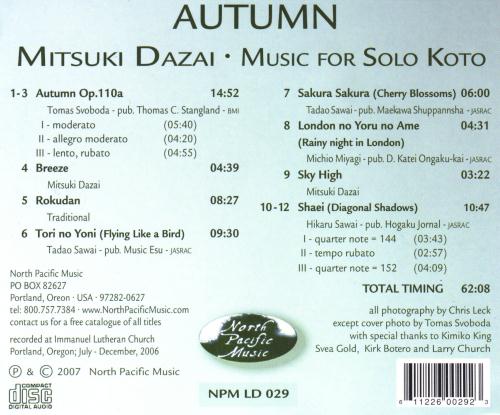 AUTUMN
MITSUKI DAZAI · MUSIC FOR SOLO KOTO
1-3 Autumn Op.110a 14:52
Tomas Svoboda - pub. Thomas C. Stangland - BMI
I - moderato (05:40)
II - allegro moderato (04:20)
III - lento, rubato (04:55)
4 Breeze 04:39
Mitsuki Dazai
5 Rokudan 08:27
Traditional
6 Tori no Yoni (Flying Like a Bird) 09:30
Tadao Sawai - pub. Music Esu - JASRAC
7 Sakura Sakura (Cherry Blossoms) 06:00
Tadao Sawai - pub. Maekawa Shuppannsha - JASRAC
8 London no Yoru no Ame 04:31
(Rainy night in London)
Michio Miyagi - pub. D. Katei Ongaku-kai - JASRAC
9 Sky High 03:22
Mitsuki Dazai
10-12 Shaei (Diagonal Shadows) 10:47
Hikaru Sawai - pub. Hogaku Jornal - JASRAC
I - quarter note = 144 (03:43)
II - tempo rubato (02:57)
III - quarter note = 152 (04:09)
TOTAL TIMING 62:08
North Pacific Music
PO BOX 82627
Portland, Oreon · USA · 97282-0627
tel: 800.757.7384 · www.NorthPacificMusic.com
contact us for a free catalogue of all titles
recorded at Immanuel Lutheran Church
Portland, Oregon; July - December, 2006
℗ & © 2007 North Pacific Music
COMPACT
disc
DIGITAL AUDIO
North
Pacific
Music
NPM LD 029
all photography by Chris Leck
except cover photo by Tomas Svoboda
with special thanks to Kimiko King
Svea Gold, Kirk Botero and Larry Church
6 11226 00292 3